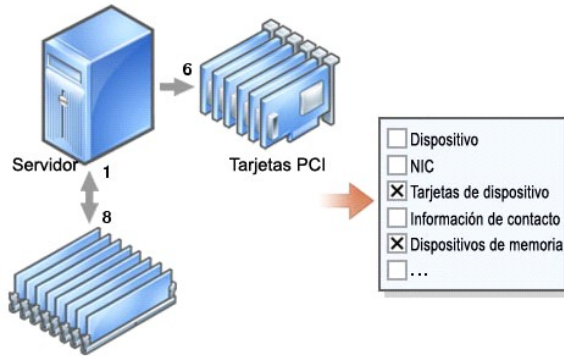 6
Servidor
1
Tarjetas PCI
8
Dispositivo
NIC
Tarjetas de dispositivo
Información de contacto
Dispositivos de memoria
...